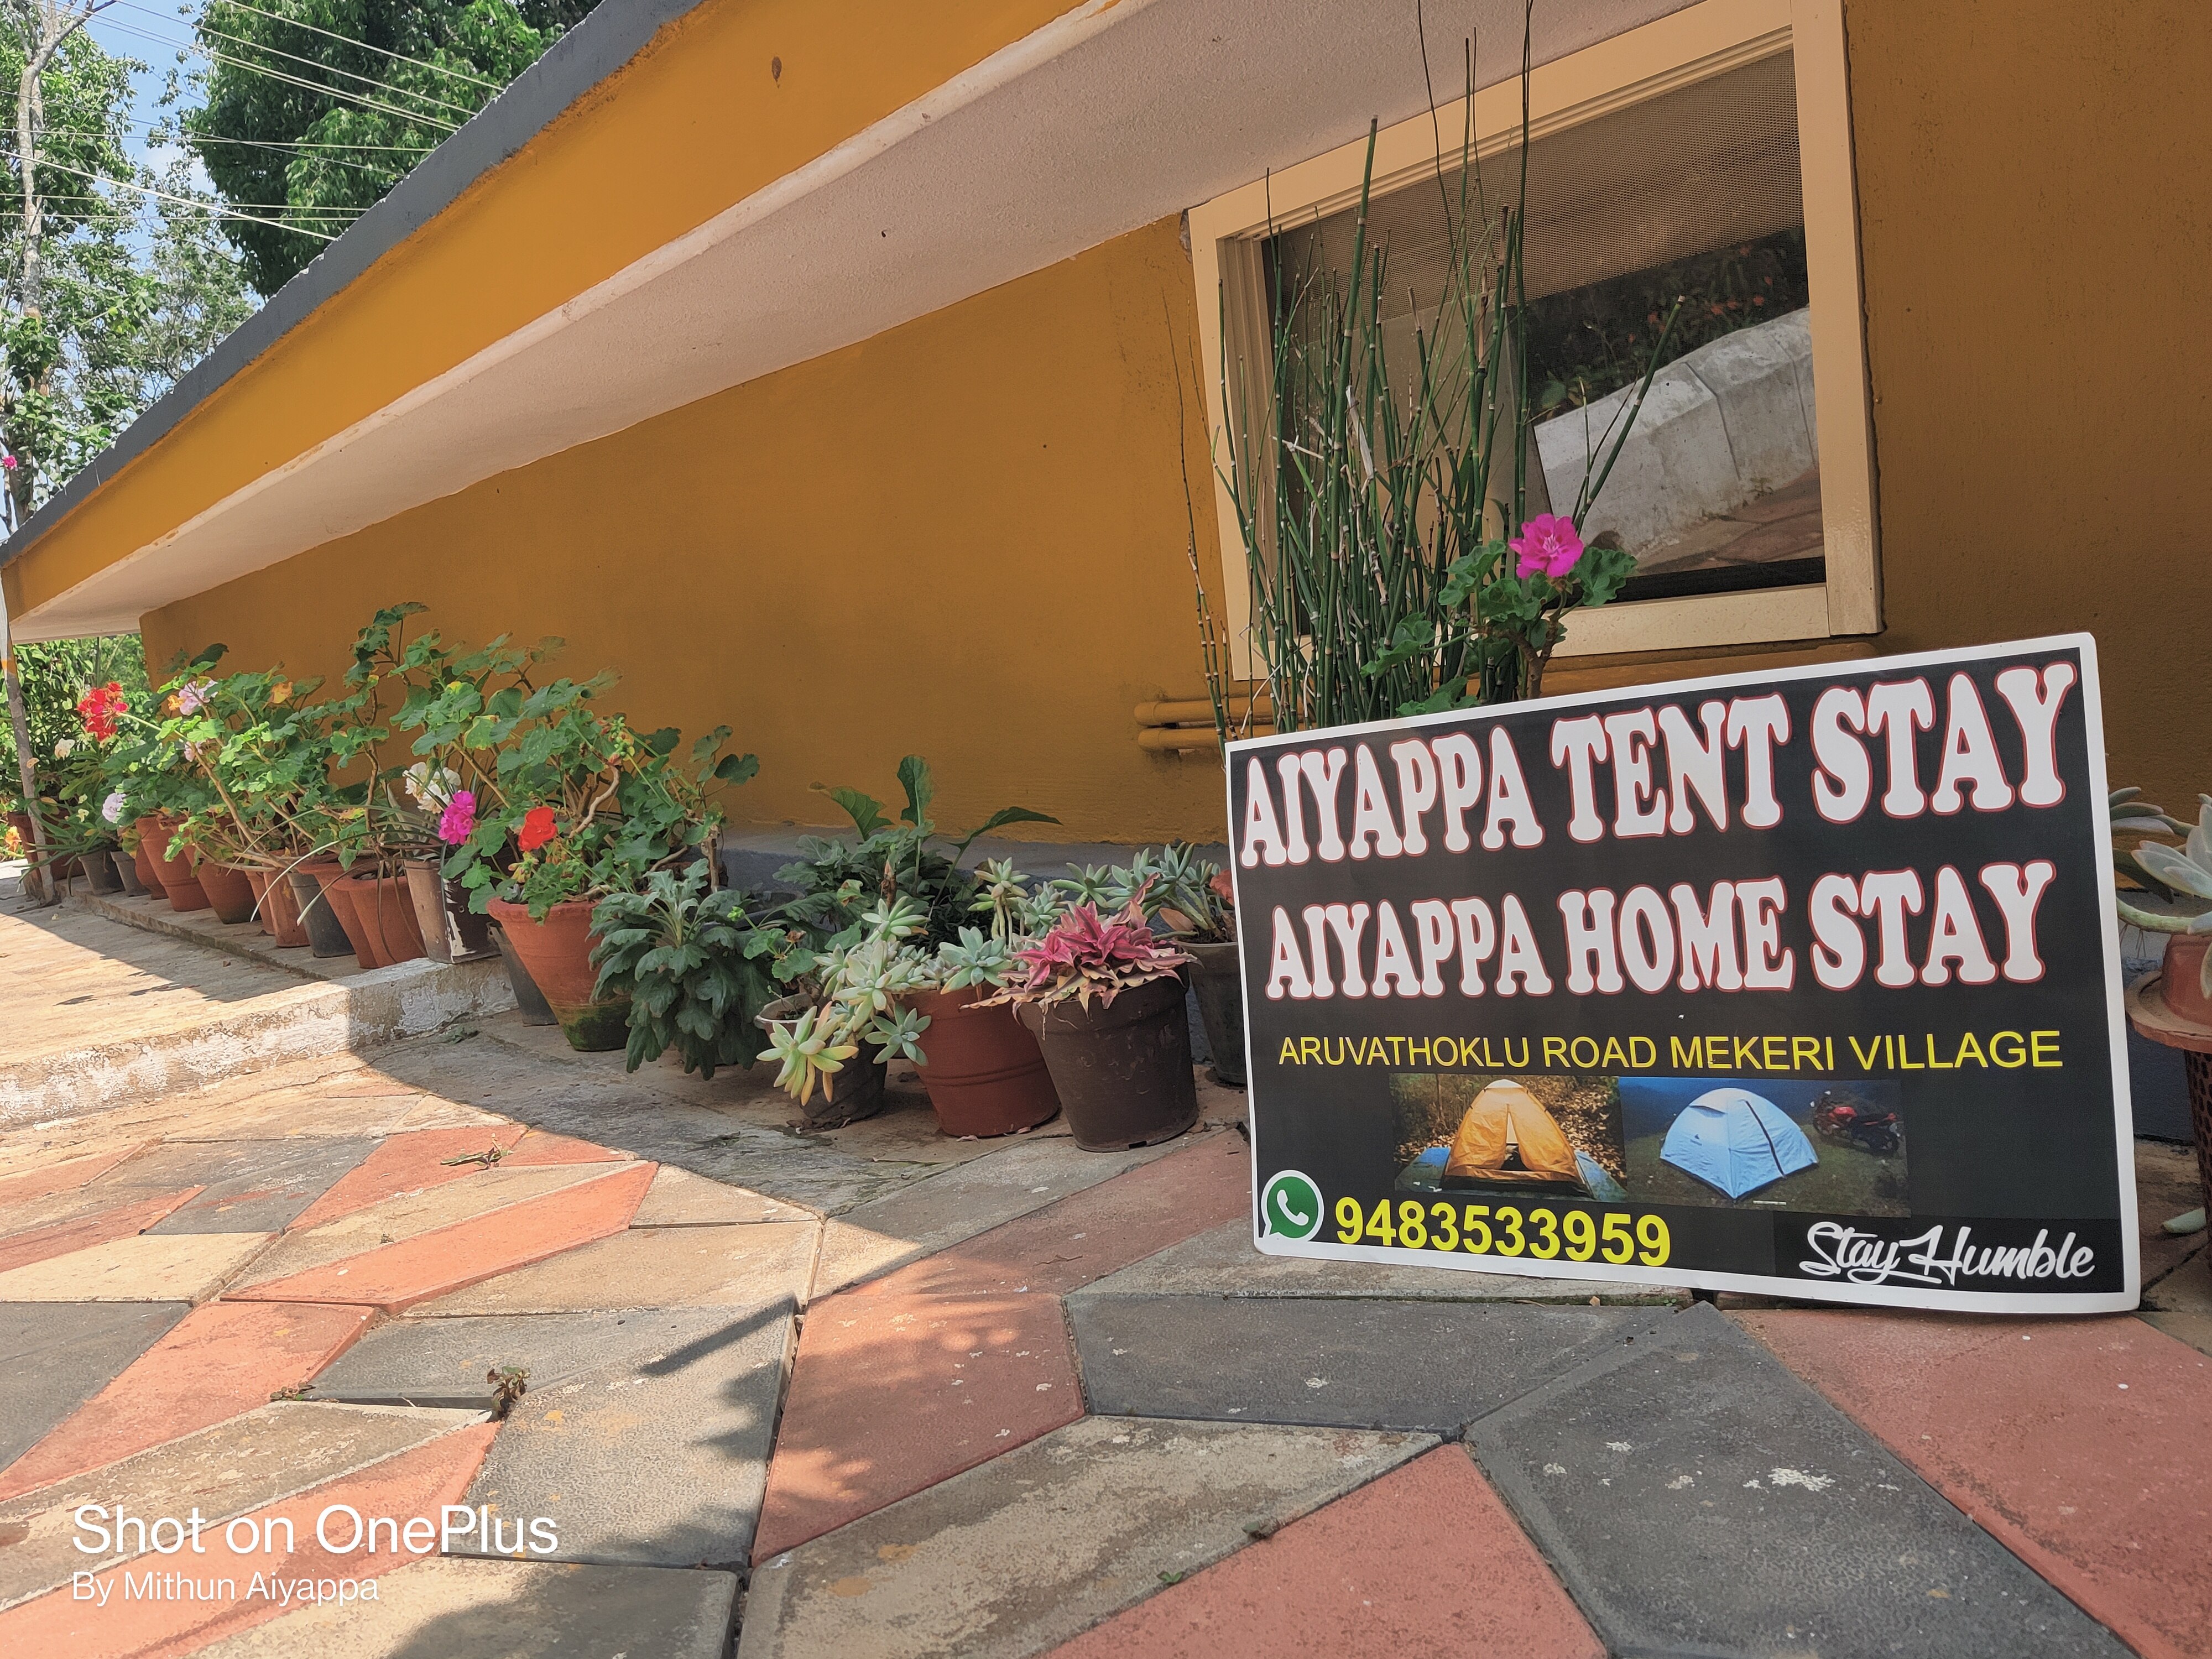 AIYAPPA TENT STAY
AIYAPPA HOME STAY
ARUVATHOKLU ROAD MEKERI VILLAGE
9483533959
Stay Humble
Shot on OnePlus
By Mithun Aiyappa